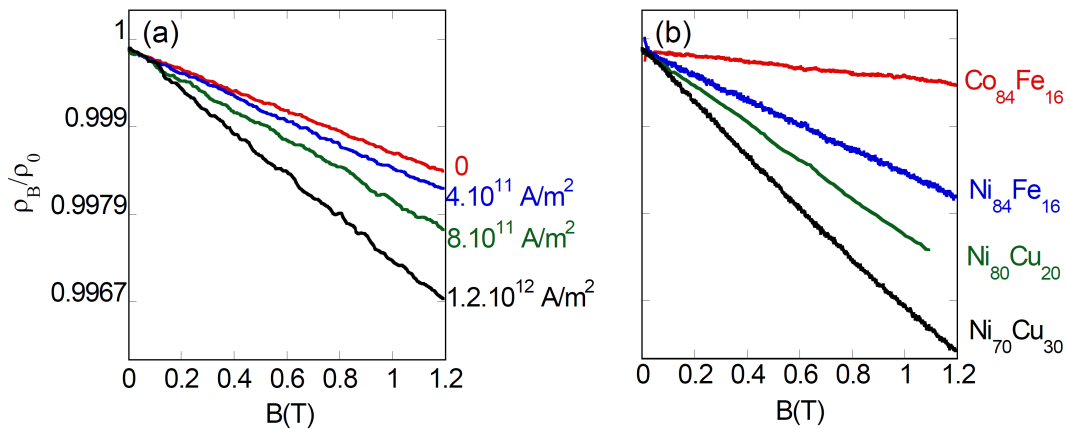 (a)
1
0.999
0.9979
0.9967
ρB/ρ0
0
4.10¹¹ A/m²
8.10¹¹ A/m²
1.2.10¹² A/m²
0 0.2 0.4 0.6 0.8 1 1.2
B(T)
(b)
Co₈₄Fe₁₆
Ni₈₄Fe₁₆
Ni₈₀Cu₂₀
Ni₇₀Cu₃₀
0 0.2 0.4 0.6 0.8 1 1.2
B(T)